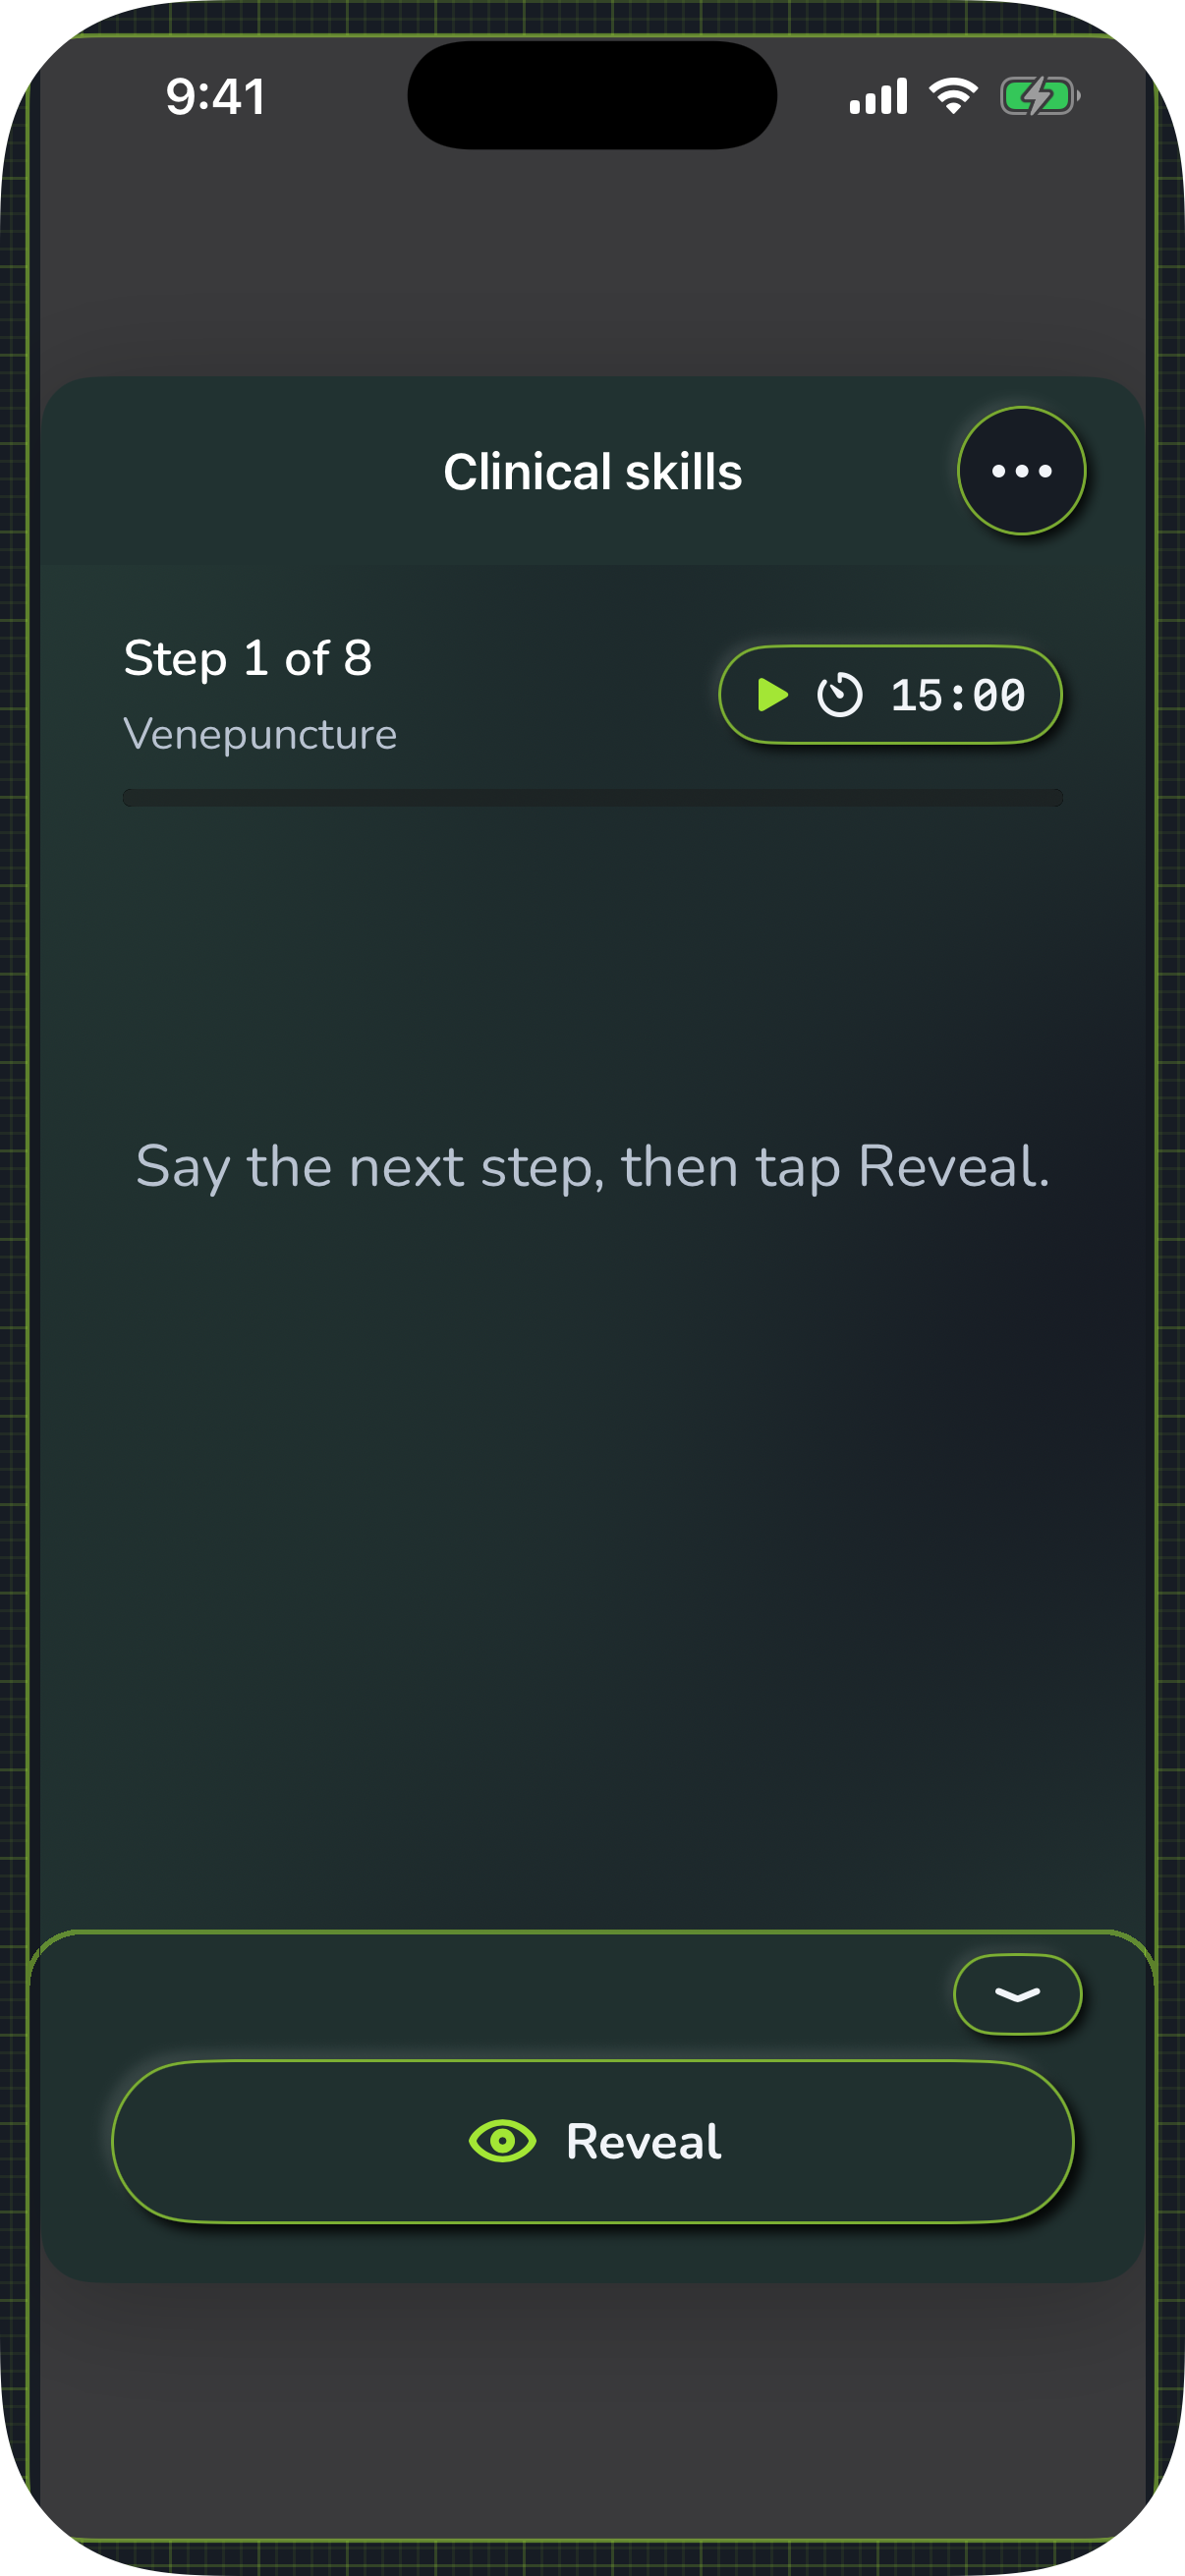 9:41
Clinical skills
Step 1 of 8
Venepuncture
15:00
Say the next step, then tap Reveal.
Reveal